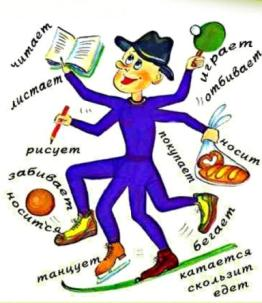 читает
листает
играет
отбивает
рисует
покупает
носит
забивает
носится
бегает
танцует
катается
скользит
едет